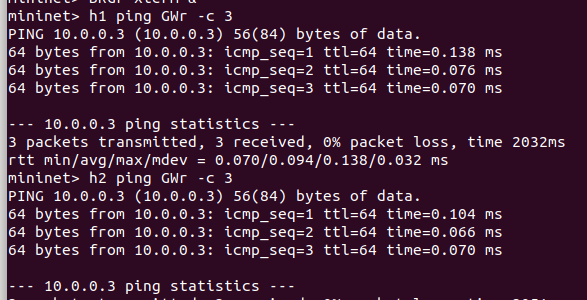 mininet> h1 ping GWr -c 3
PING 10.0.0.3 (10.0.0.3) 56(84) bytes of data.
64 bytes from 10.0.0.3: icmp_seq=1 ttl=64 time=0.138 ms
64 bytes from 10.0.0.3: icmp_seq=2 ttl=64 time=0.076 ms
64 bytes from 10.0.0.3: icmp_seq=3 ttl=64 time=0.070 ms
--- 10.0.0.3 ping statistics ---
3 packets transmitted, 3 received, 0% packet loss, time 2032ms
rtt min/avg/max/mdev = 0.070/0.094/0.138/0.032 ms
mininet> h2 ping GWr -c 3
PING 10.0.0.3 (10.0.0.3) 56(84) bytes of data.
64 bytes from 10.0.0.3: icmp_seq=1 ttl=64 time=0.104 ms
64 bytes from 10.0.0.3: icmp_seq=2 ttl=64 time=0.066 ms
64 bytes from 10.0.0.3: icmp_seq=3 ttl=64 time=0.070 ms
--- 10.0.0.3 ping statistics ---